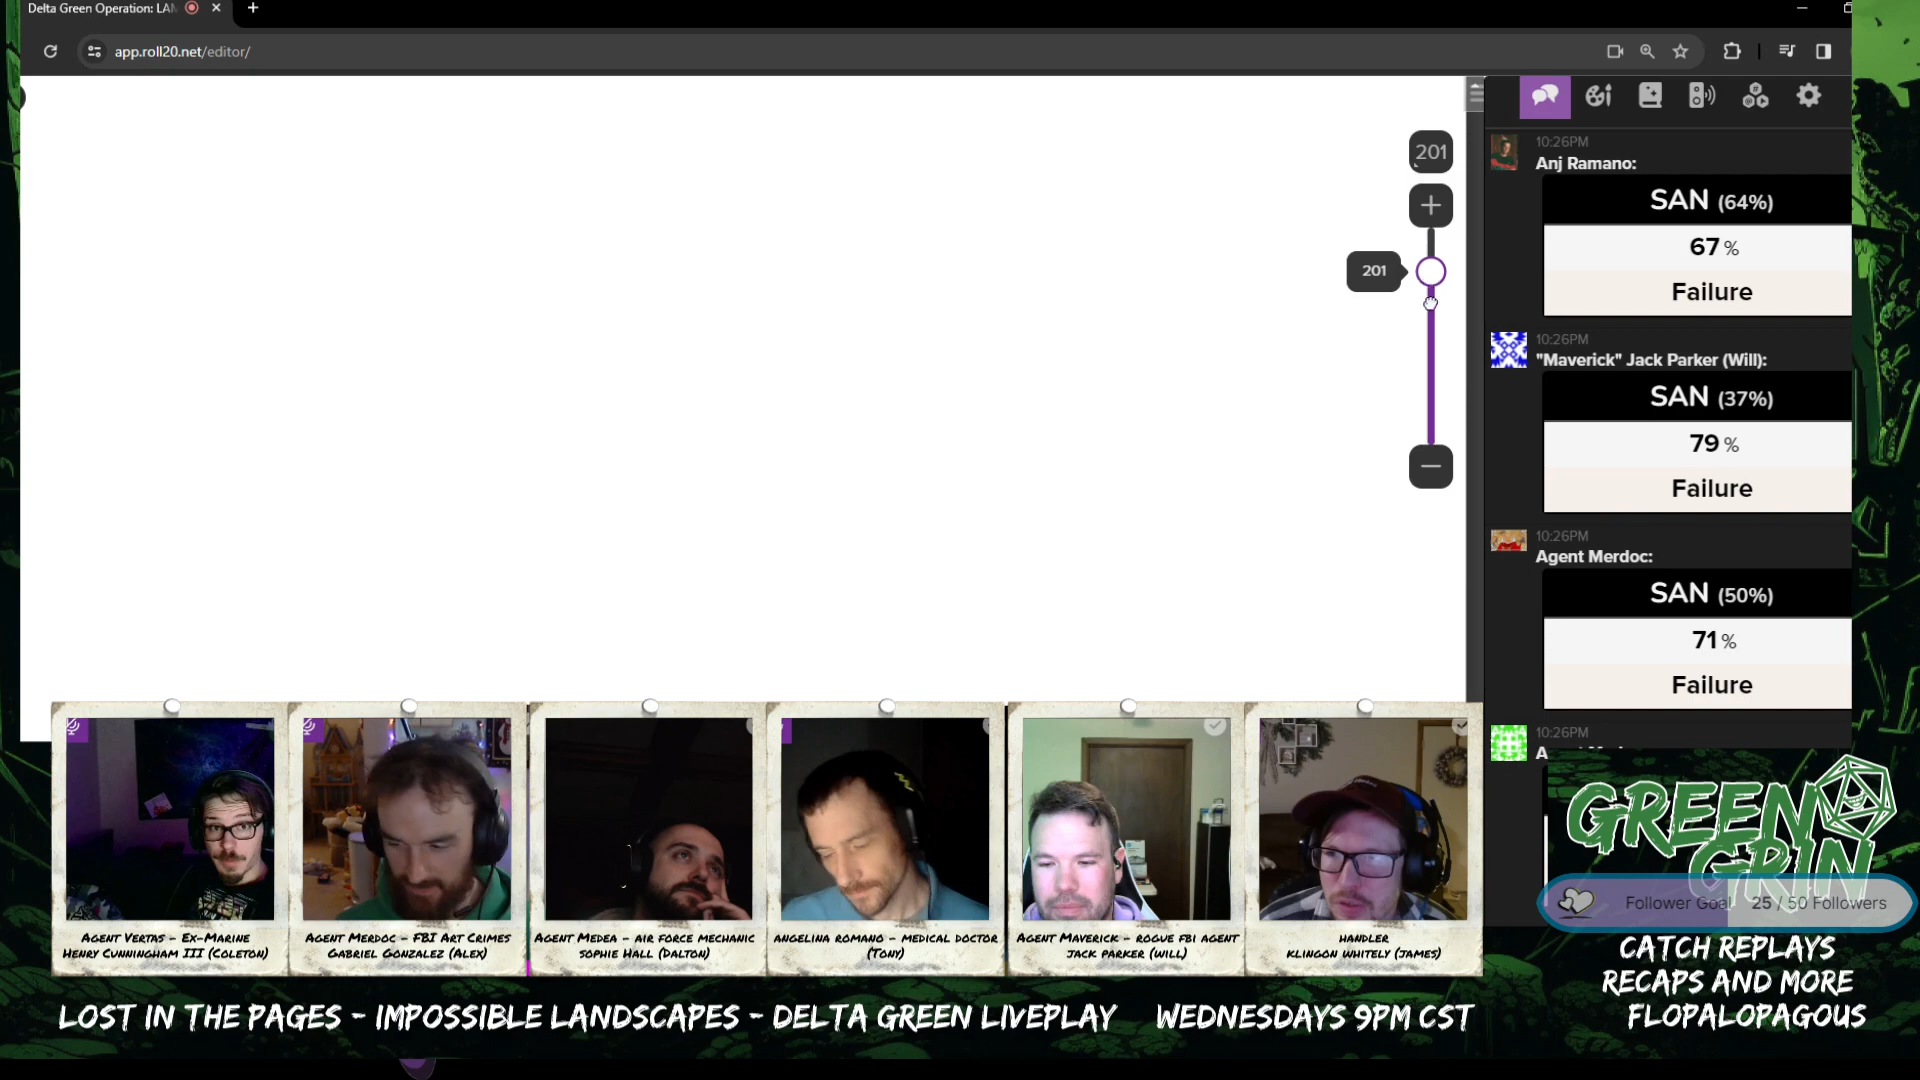 Delta Green Operation: LAN
app.roll20.net/editor/
201
201
10:26PM
Anj Ramano:
SAN (64%)
67 %
Failure
10:26PM
"Maverick" Jack Parker (Will):
SAN (37%)
79 %
Failure
10:26PM
Agent Merdoc:
SAN (50%)
71 %
Failure
10:26PM
GREEN
GRIN
Follower Goal 25 / 50 Followers
CATCH REPLAYS
RECAPS AND MORE
FLOPALOPAGOUS
AGENT VERTAS – EX-MARINE
HENRY CUNNINGHAM III (COLETON)
AGENT MERDOC – FBI ART CRIMES
GABRIEL GONZALEZ (ALEX)
AGENT MEDEA – AIR FORCE MECHANIC
SOPHIE HALL (DALTON)
ANGELINA ROMANO – MEDICAL DOCTOR
(TONY)
AGENT MAVERICK – ROGUE FBI AGENT
JACK PARKER (WILL)
HANDLER
KLINGON WHITELY (JAMES)
LOST IN THE PAGES – IMPOSSIBLE LANDSCAPES – DELTA GREEN LIVEPLAY WEDNESDAYS 9PM CST